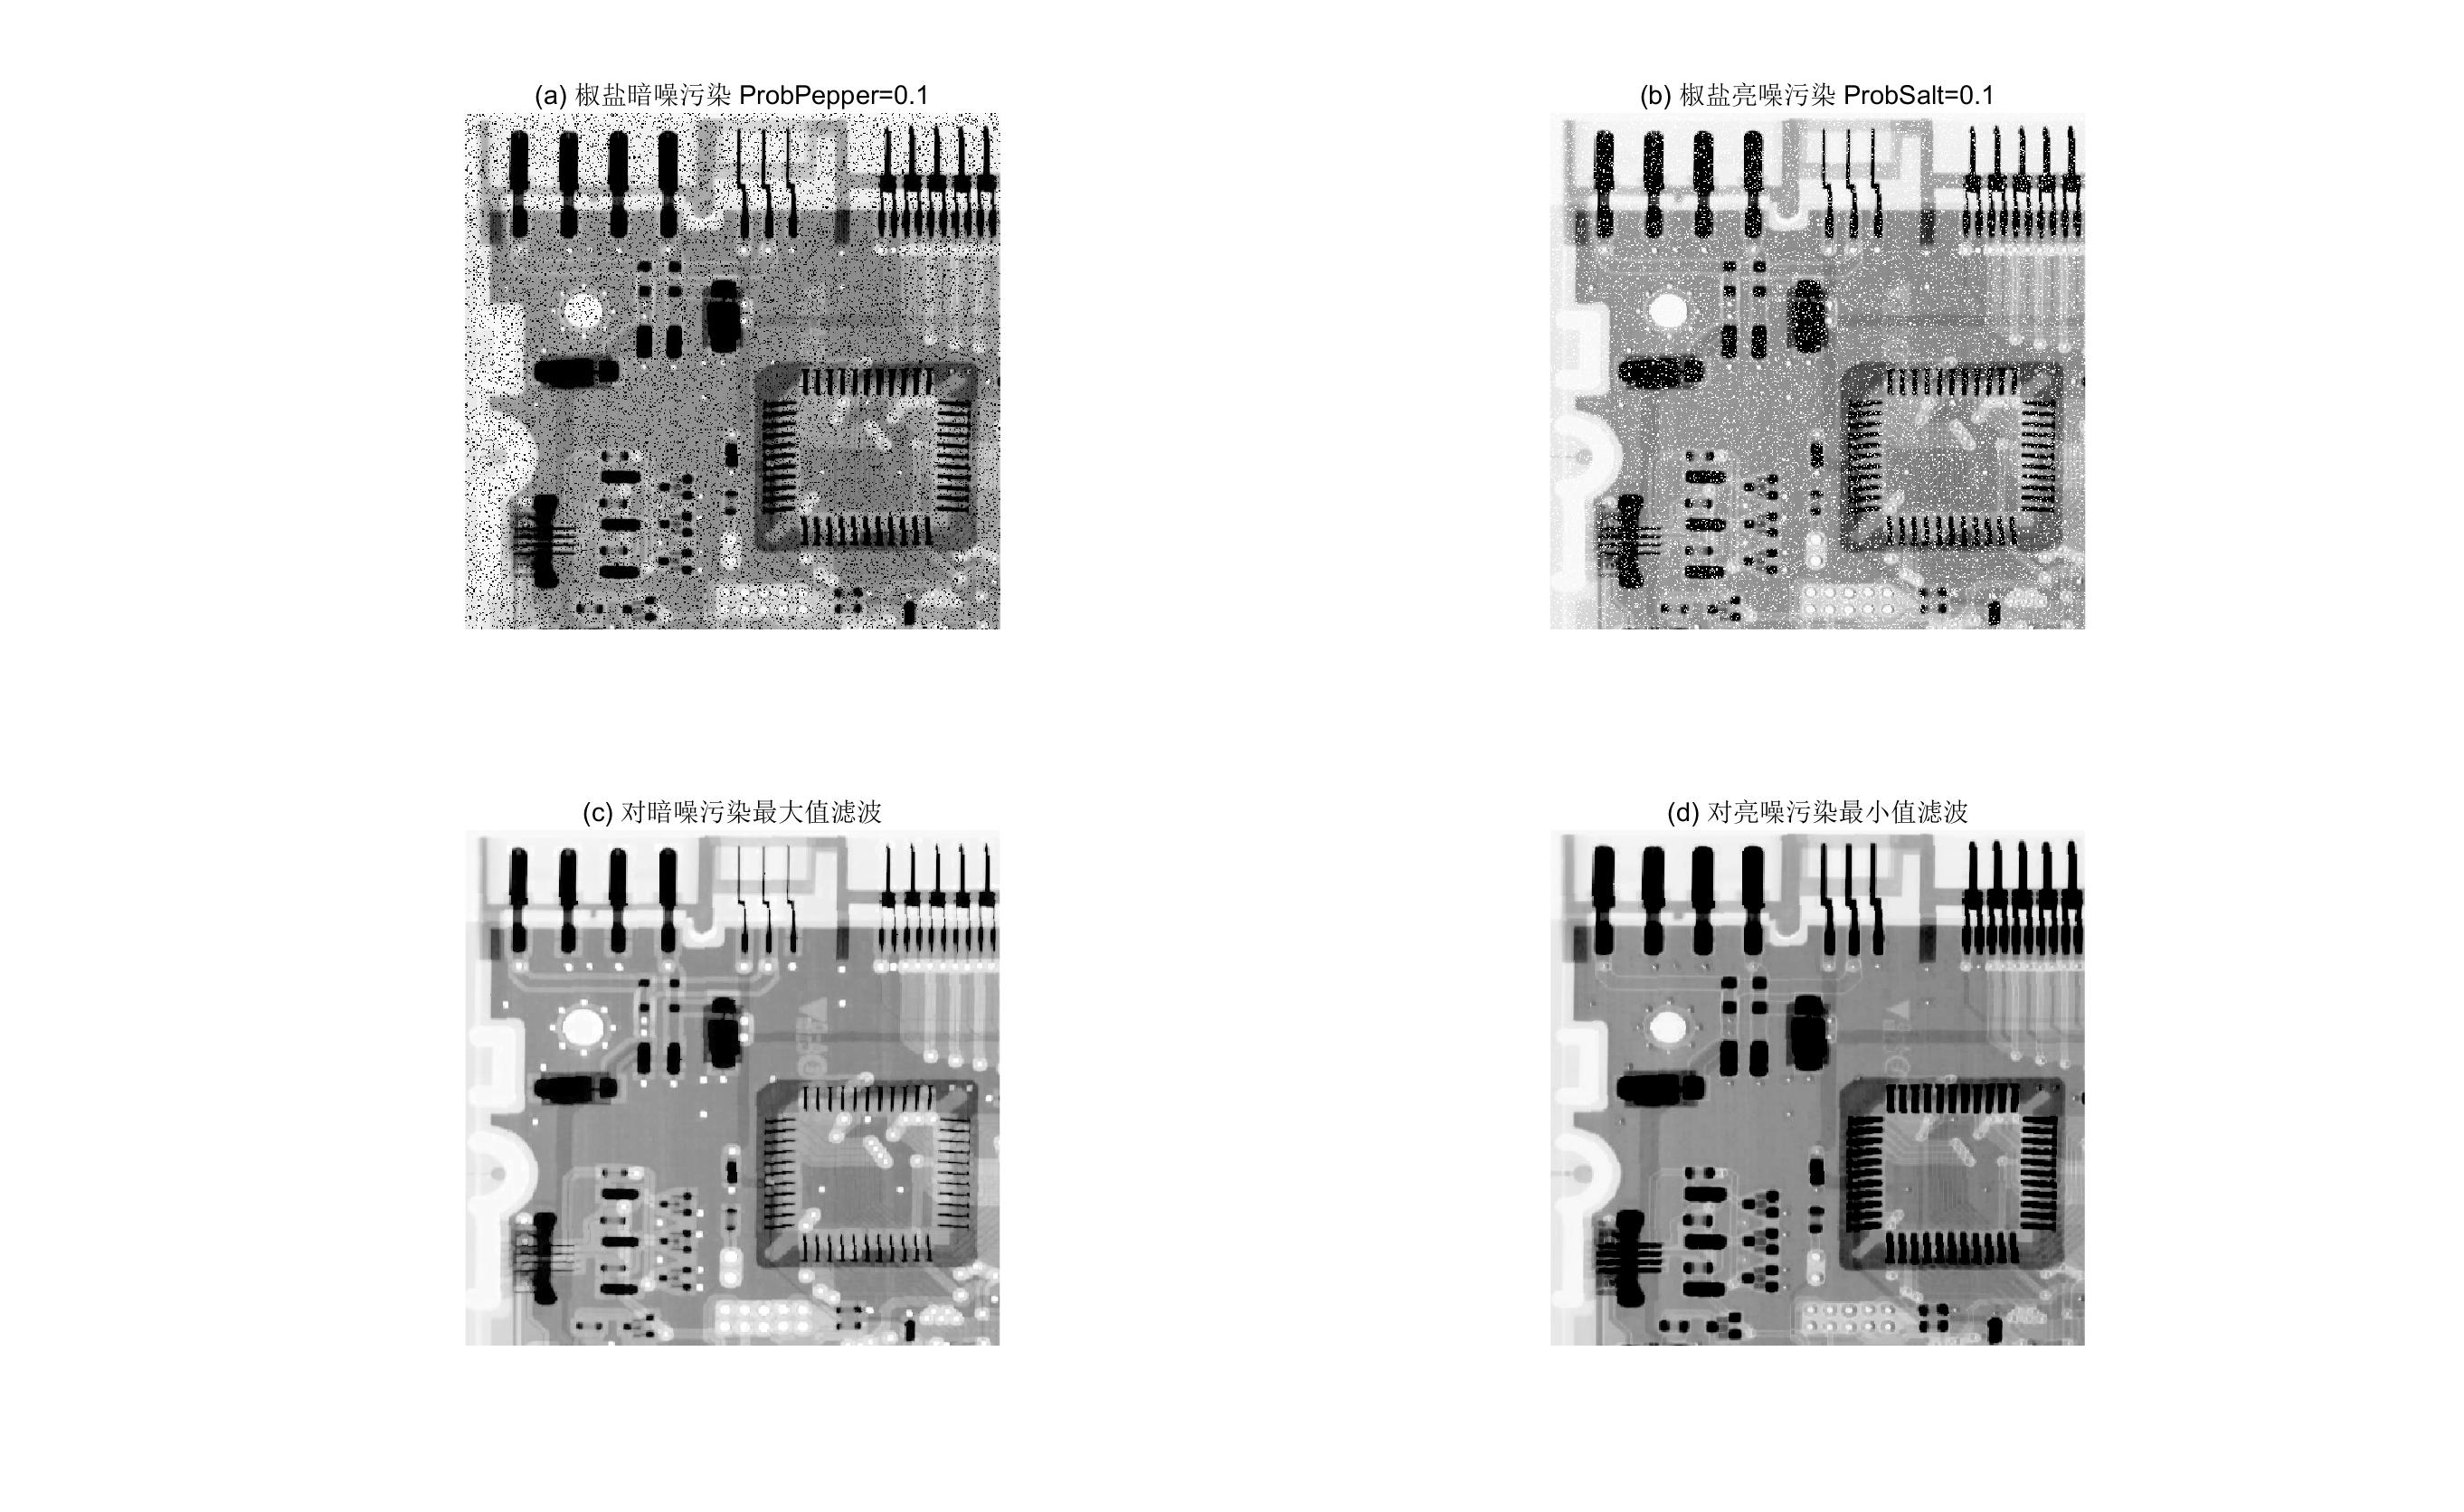 (a) 椒盐暗噪污染 ProbPepper=0.1
(b) 椒盐亮噪污染 ProbSalt=0.1
(c) 对暗噪污染最大值滤波
(d) 对亮噪污染最小值滤波